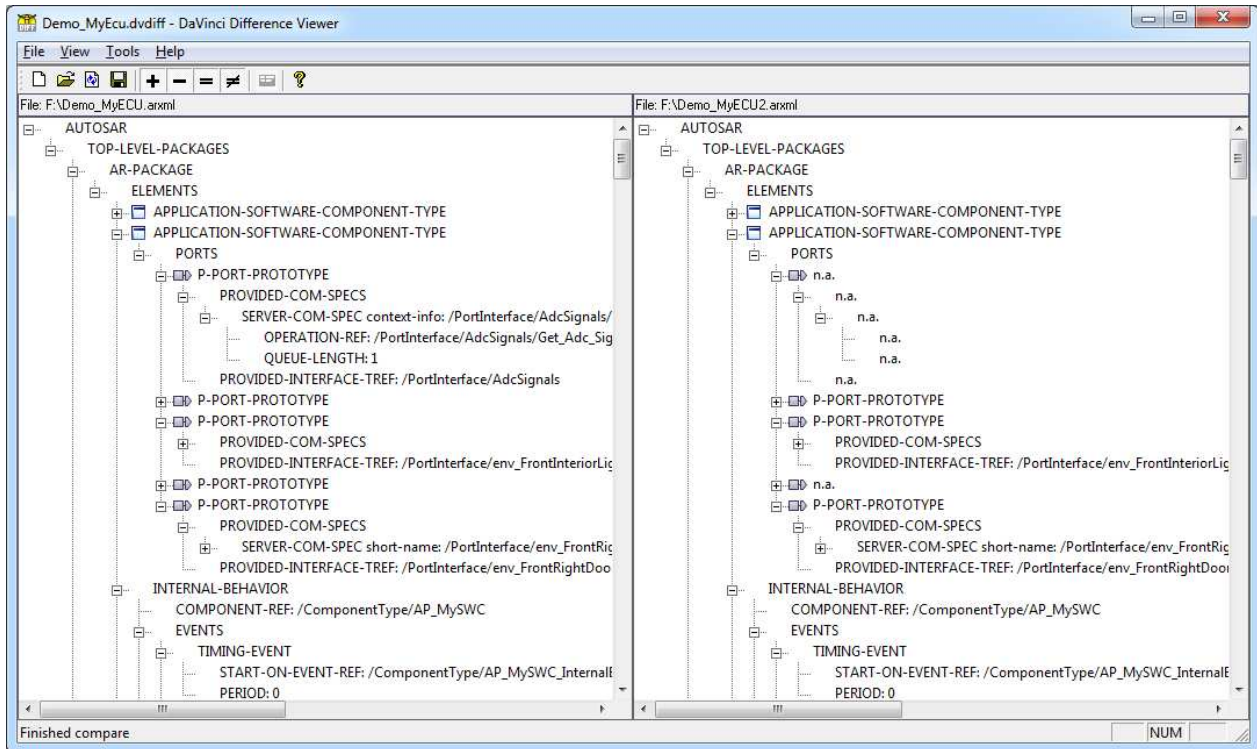 Demo_MyEcu.dvdiff - DaVinci Difference Viewer
File View Tools Help
File: F:\Demo_MyECU.arxml
AUTOSAR
TOP-LEVEL-PACKAGES
AR-PACKAGE
ELEMENTS
APPLICATION-SOFTWARE-COMPONENT-TYPE
APPLICATION-SOFTWARE-COMPONENT-TYPE
PORTS
P-PORT-PROTOTYPE
PROVIDED-COM-SPECS
SERVER-COM-SPEC context-info: /PortInterface/AdcSignals/
OPERATION-REF: /PortInterface/AdcSignals/Get_Adc_Sig
QUEUE-LENGTH: 1
PROVIDED-INTERFACE-TREF: /PortInterface/AdcSignals
P-PORT-PROTOTYPE
P-PORT-PROTOTYPE
PROVIDED-COM-SPECS
PROVIDED-INTERFACE-TREF: /PortInterface/env_FrontInteriorLig
P-PORT-PROTOTYPE
P-PORT-PROTOTYPE
PROVIDED-COM-SPECS
SERVER-COM-SPEC short-name: /PortInterface/env_FrontRig
PROVIDED-INTERFACE-TREF: /PortInterface/env_FrontRightDoo
INTERNAL-BEHAVIOR
COMPONENT-REF: /ComponentType/AP_MySWC
EVENTS
TIMING-EVENT
START-ON-EVENT-REF: /ComponentType/AP_MySWC_InternalB
PERIOD: 0
File: F:\Demo_MyECU2.arxml
AUTOSAR
TOP-LEVEL-PACKAGES
AR-PACKAGE
ELEMENTS
APPLICATION-SOFTWARE-COMPONENT-TYPE
APPLICATION-SOFTWARE-COMPONENT-TYPE
PORTS
n.a.
n.a.
n.a.
n.a.
n.a.
n.a.
P-PORT-PROTOTYPE
P-PORT-PROTOTYPE
PROVIDED-COM-SPECS
PROVIDED-INTERFACE-TREF: /PortInterface/env_FrontInteriorLig
n.a.
P-PORT-PROTOTYPE
PROVIDED-COM-SPECS
SERVER-COM-SPEC short-name: /PortInterface/env_FrontRig
PROVIDED-INTERFACE-TREF: /PortInterface/env_FrontRightDoo
INTERNAL-BEHAVIOR
COMPONENT-REF: /ComponentType/AP_MySWC
EVENTS
TIMING-EVENT
START-ON-EVENT-REF: /ComponentType/AP_MySWC_InternalE
PERIOD: 0
Finished compare
NUM